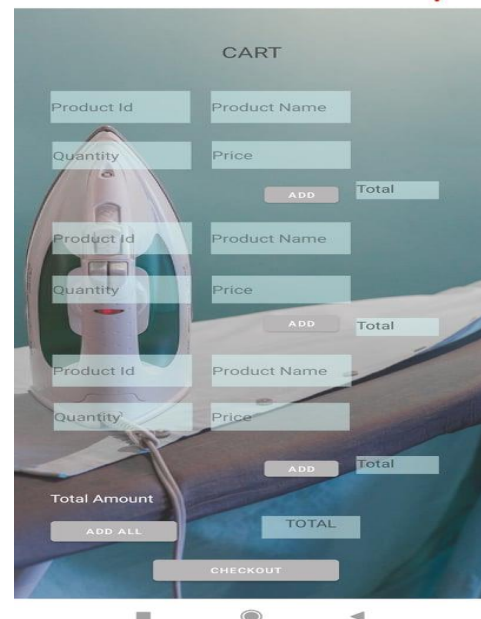 CART
Product Id Product Name
Quantity Price
ADD Total
Product Id Product Name
Quantity Price
ADD Total
Product Id Product Name
Quantity Price
ADD Total
Total Amount
ADD ALL TOTAL
CHECKOUT